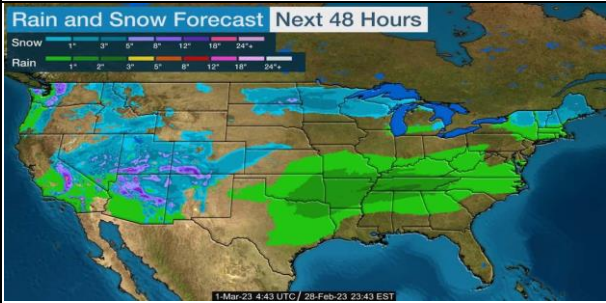 Rain and Snow Forecast Next 48 Hours
Snow
1" 3" 5" 8" 12" 18" 24"+
Rain
1" 2" 3" 5" 8" 12" 18" 24"+
1-Mar-23 4:43 UTC / 28-Feb-23 23:43 EST